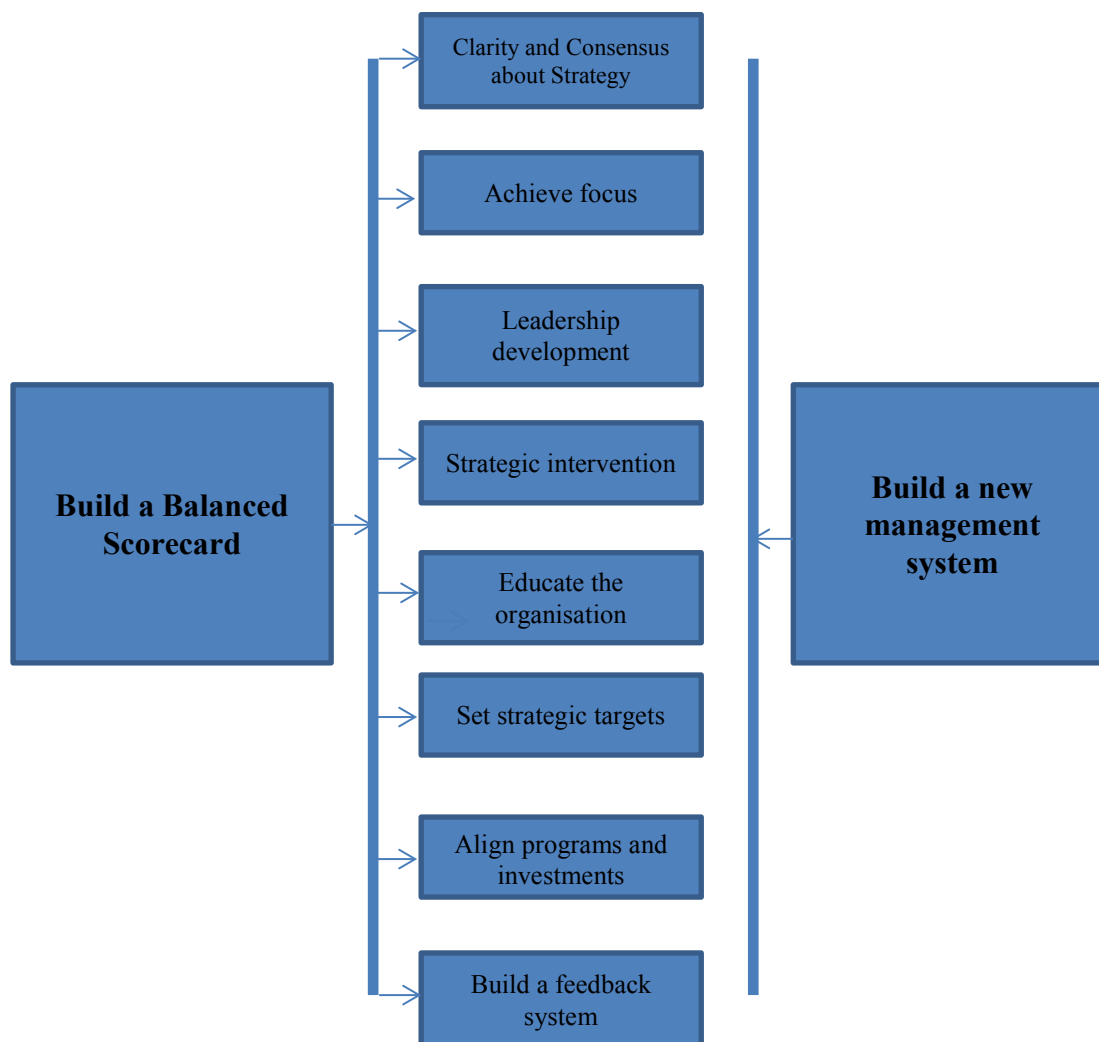 Clarity and Consensus
about Strategy
Achieve focus
Leadership
development
Strategic intervention
Build a Balanced
Scorecard
Build a new
management
system
Educate the
organisation
Set strategic targets
Align programs and
investments
Build a feedback
system